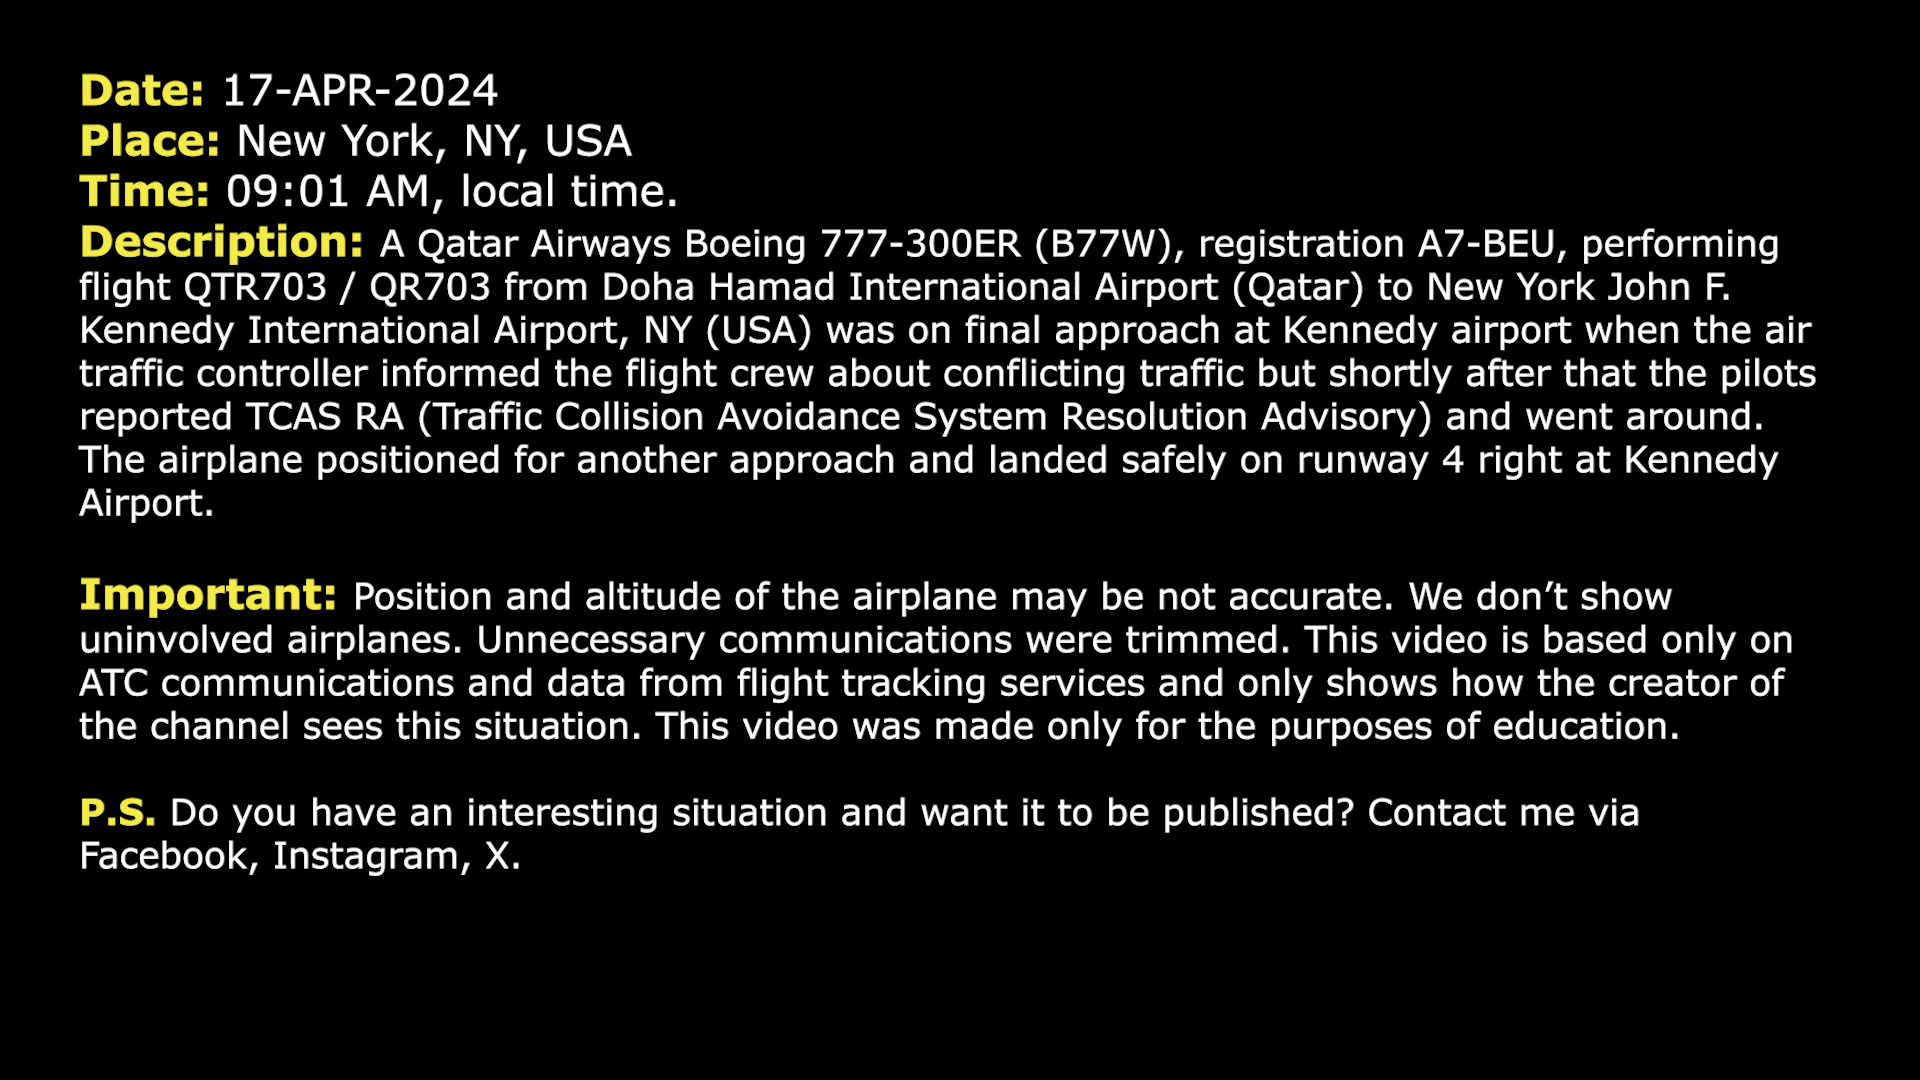 Date: 17-APR-2024
Place: New York, NY, USA
Time: 09:01 AM, local time.
Description: A Qatar Airways Boeing 777-300ER (B77W), registration A7-BEU, performing
flight QTR703 / QR703 from Doha Hamad International Airport (Qatar) to New York John F.
Kennedy International Airport, NY (USA) was on final approach at Kennedy airport when the air
traffic controller informed the flight crew about conflicting traffic but shortly after that the pilots
reported TCAS RA (Traffic Collision Avoidance System Resolution Advisory) and went around.
The airplane positioned for another approach and landed safely on runway 4 right at Kennedy
Airport.
Important: Position and altitude of the airplane may be not accurate. We don’t show
uninvolved airplanes. Unnecessary communications were trimmed. This video is based only on
ATC communications and data from flight tracking services and only shows how the creator of
the channel sees this situation. This video was made only for the purposes of education.
P.S. Do you have an interesting situation and want it to be published? Contact me via
Facebook, Instagram, X.